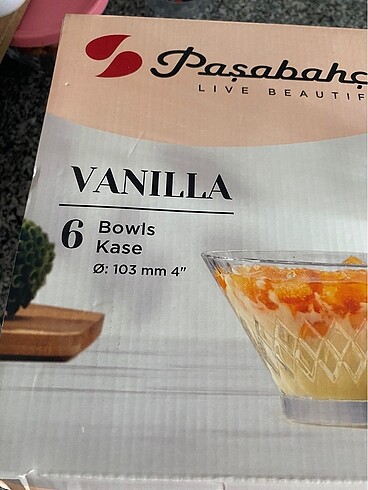 Paşabahç
LIVE BEAUTIF
VANILLA
6 Bowls
Kase
Ø: 103 mm 4"